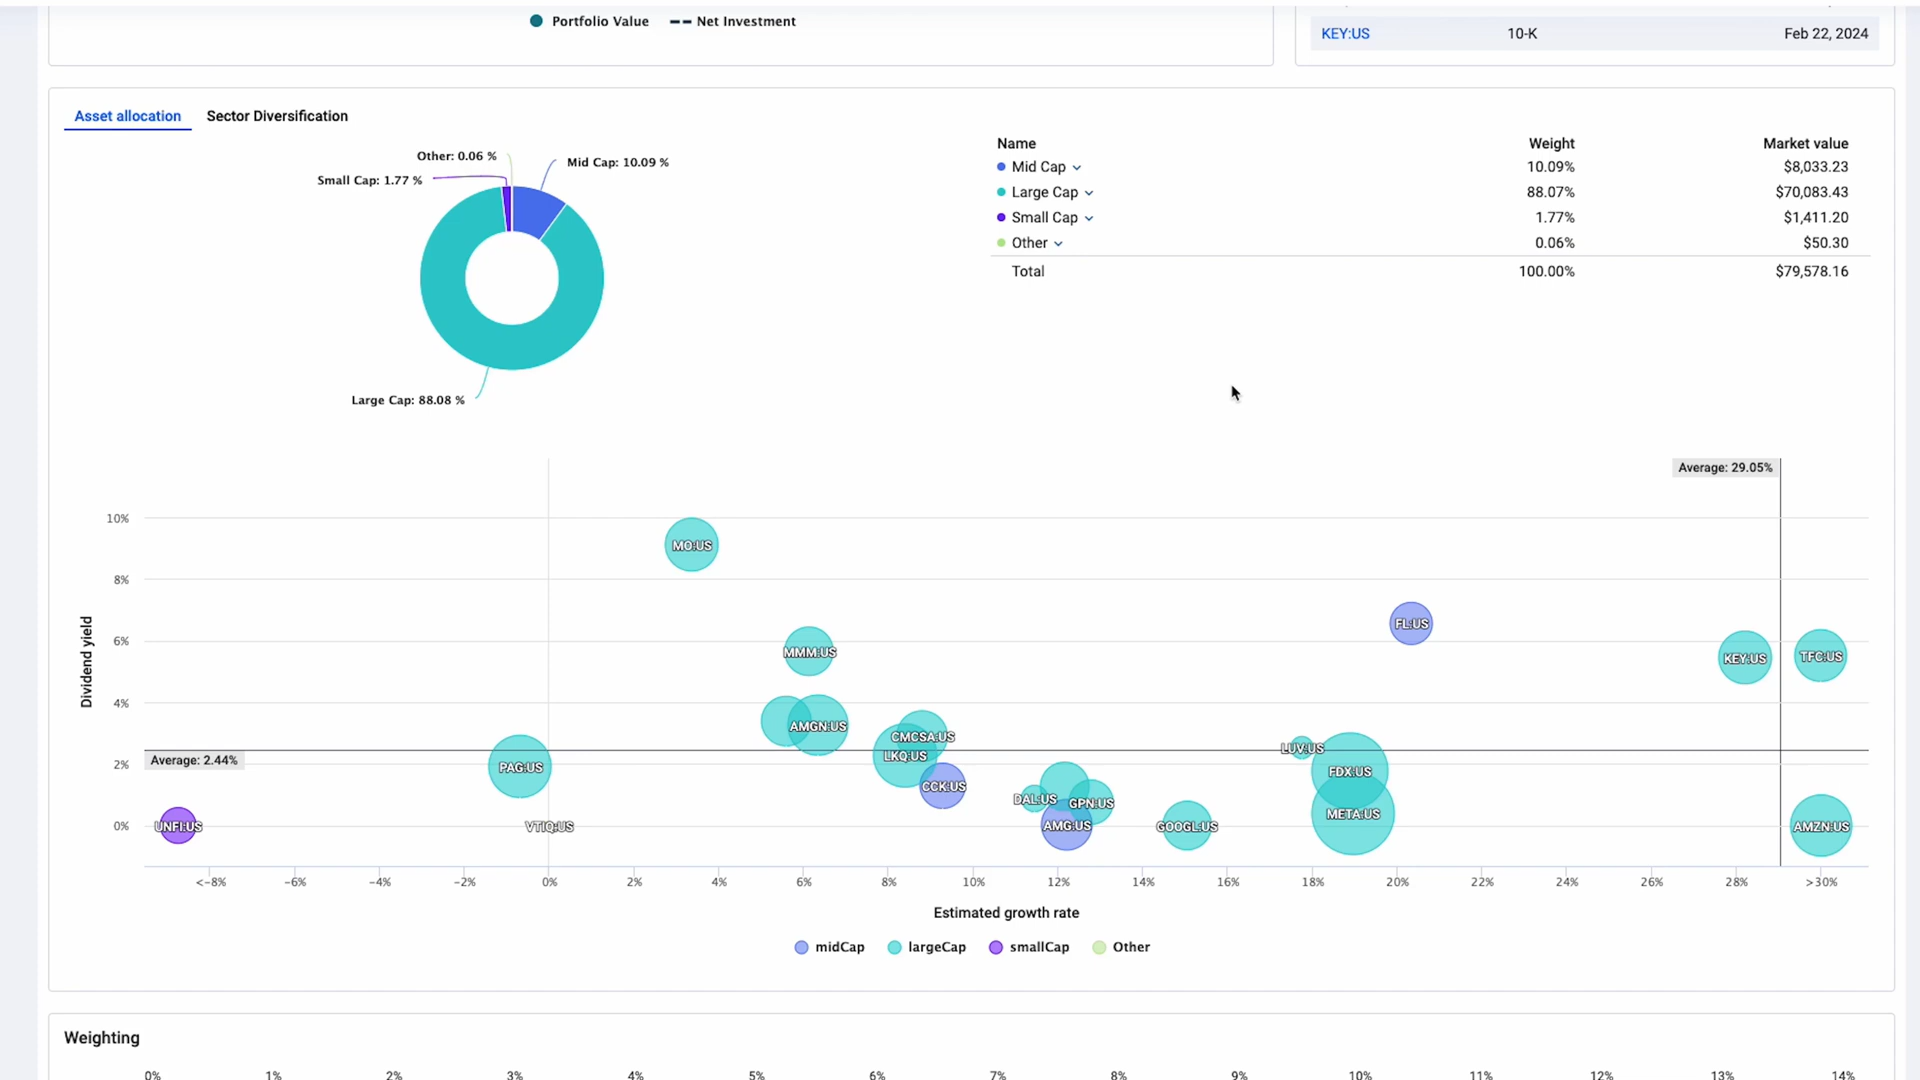 Portfolio Value Net Investment
KEY:US 10-K Feb 22, 2024
Asset allocation Sector Diversification
Other: 0.06 %
Mid Cap: 10.09 %
Small Cap: 1.77 %
Large Cap: 88.08 %
Name Weight Market value
Mid Cap 10.09% $8,033.23
Large Cap 88.07% $70,083.43
Small Cap 1.77% $1,411.20
Other 0.06% $50.30
Total 100.00% $79,578.16
Average: 29.05%
10%
8%
6%
4%
2%
0%
Dividend yield
Average: 2.44%
MO:US
FL:US
MMM:US
KEY:US
TFC:US
AMGN:US
CMCSA:US
LKQ:US
LUV:US
PAG:US
FDX:US
CCK:US
DAL:US
GPN:US
META:US
UNFI:US
VTIQ:US
AMG:US
GOOGL:US
AMZN:US
<-8% -6% -4% -2% 0% 2% 4% 6% 8% 10% 12% 14% 16% 18% 20% 22% 24% 26% 28% >30%
Estimated growth rate
midCap largeCap smallCap Other
Weighting
0% 1% 2% 3% 4% 5% 6% 7% 8% 9% 10% 11% 12% 13% 14%